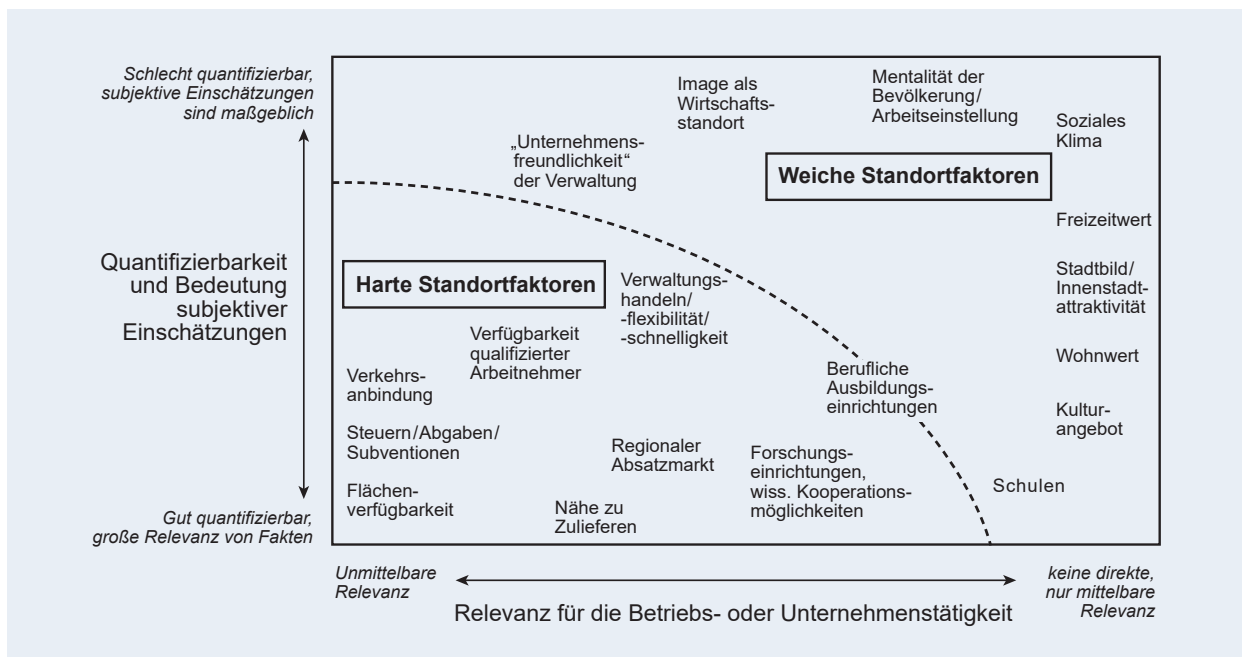 Schlecht quantifizierbar,
subjektive Einschätzungen
sind maßgeblich
Quantifizierbarkeit
und Bedeutung
subjektiver
Einschätzungen
Gut quantifizierbar,
große Relevanz von Fakten
Image als
Wirtschafts-
standort
Mentalität der
Bevölkerung/
Arbeitseinstellung
Soziales
Klima
„Unternehmens-
freundlichkeit“
der Verwaltung
Weiche Standortfaktoren
Freizeitwert
Harte Standortfaktoren
Verwaltungs-
handeln/
-flexibilität/
-schnelligkeit
Stadtbild/
Innenstadt-
attraktivität
Verfügbarkeit
qualifizierter
Arbeitnehmer
Wohnwert
Verkehrs-
anbindung
Berufliche
Ausbildungs-
einrichtungen
Kultur-
angebot
Steuern/Abgaben/
Subventionen
Regionaler
Absatzmarkt
Forschungs-
einrichtungen,
wiss. Kooperations-
möglichkeiten
Schulen
Flächen-
verfügbarkeit
Nähe zu
Zulieferen
Unmittelbare
Relevanz
keine direkte,
nur mittelbare
Relevanz
Relevanz für die Betriebs- oder Unternehmenstätigkeit